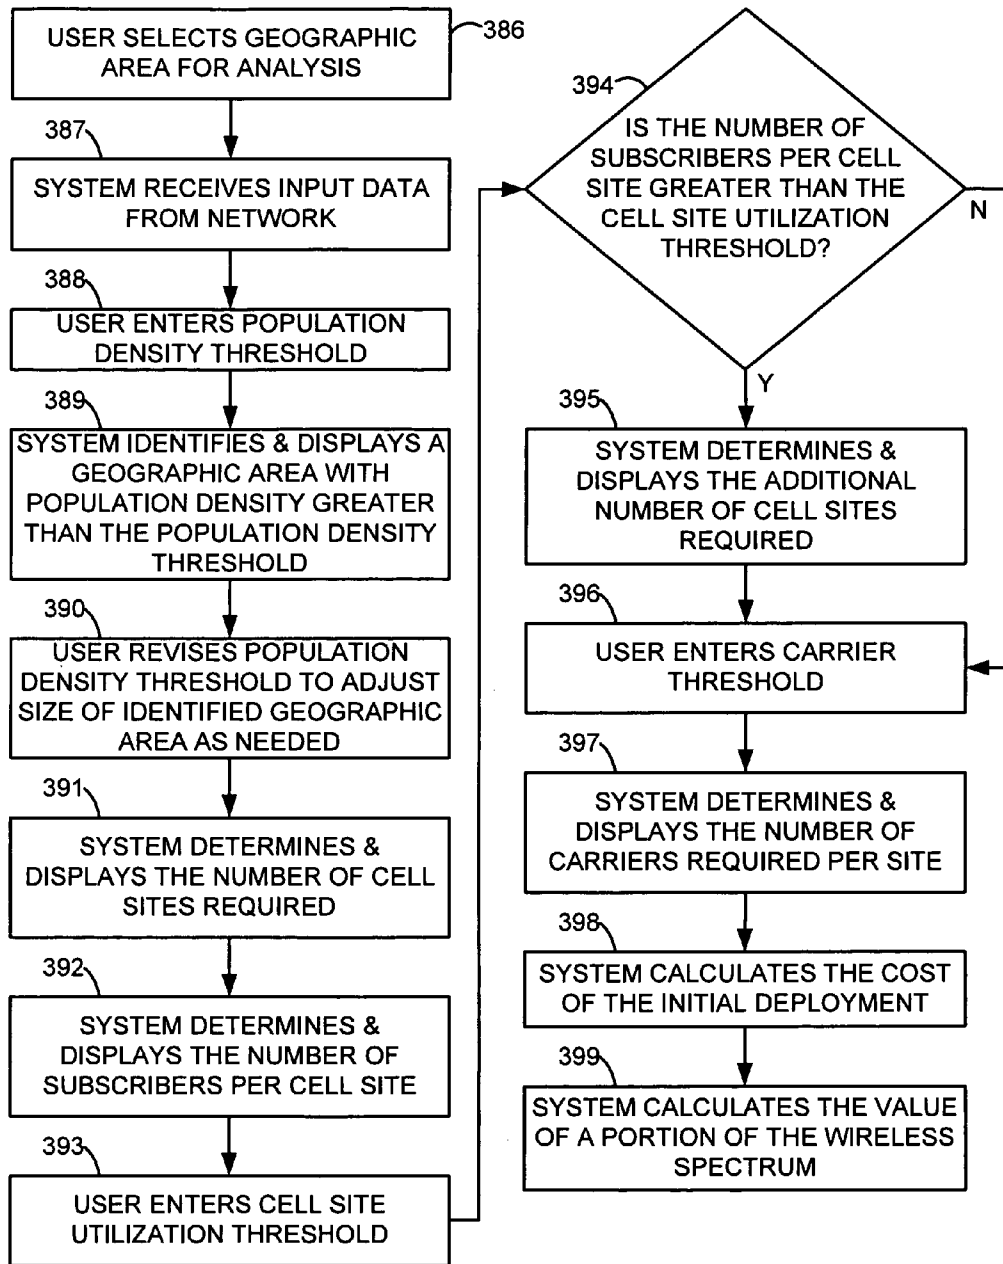 386
USER SELECTS GEOGRAPHIC
AREA FOR ANALYSIS
387
SYSTEM RECEIVES INPUT DATA
FROM NETWORK
388
USER ENTERS POPULATION
DENSITY THRESHOLD
389
SYSTEM IDENTIFIES & DISPLAYS A
GEOGRAPHIC AREA WITH
POPULATION DENSITY GREATER
THAN THE POPULATION DENSITY
THRESHOLD
390
USER REVISES POPULATION
DENSITY THRESHOLD TO ADJUST
SIZE OF IDENTIFIED GEOGRAPHIC
AREA AS NEEDED
391
SYSTEM DETERMINES &
DISPLAYS THE NUMBER OF CELL
SITES REQUIRED
392
SYSTEM DETERMINES &
DISPLAYS THE NUMBER OF
SUBSCRIBERS PER CELL SITE
393
USER ENTERS CELL SITE
UTILIZATION THRESHOLD
394
IS THE NUMBER OF
SUBSCRIBERS PER CELL
SITE GREATER THAN THE
CELL SITE UTILIZATION
THRESHOLD?
N
Y
395
SYSTEM DETERMINES &
DISPLAYS THE ADDITIONAL
NUMBER OF CELL SITES
REQUIRED
396
USER ENTERS CARRIER
THRESHOLD
397
SYSTEM DETERMINES &
DISPLAYS THE NUMBER OF
CARRIERS REQUIRED PER SITE
398
SYSTEM CALCULATES THE COST
OF THE INITIAL DEPLOYMENT
399
SYSTEM CALCULATES THE VALUE
OF A PORTION OF THE WIRELESS
SPECTRUM